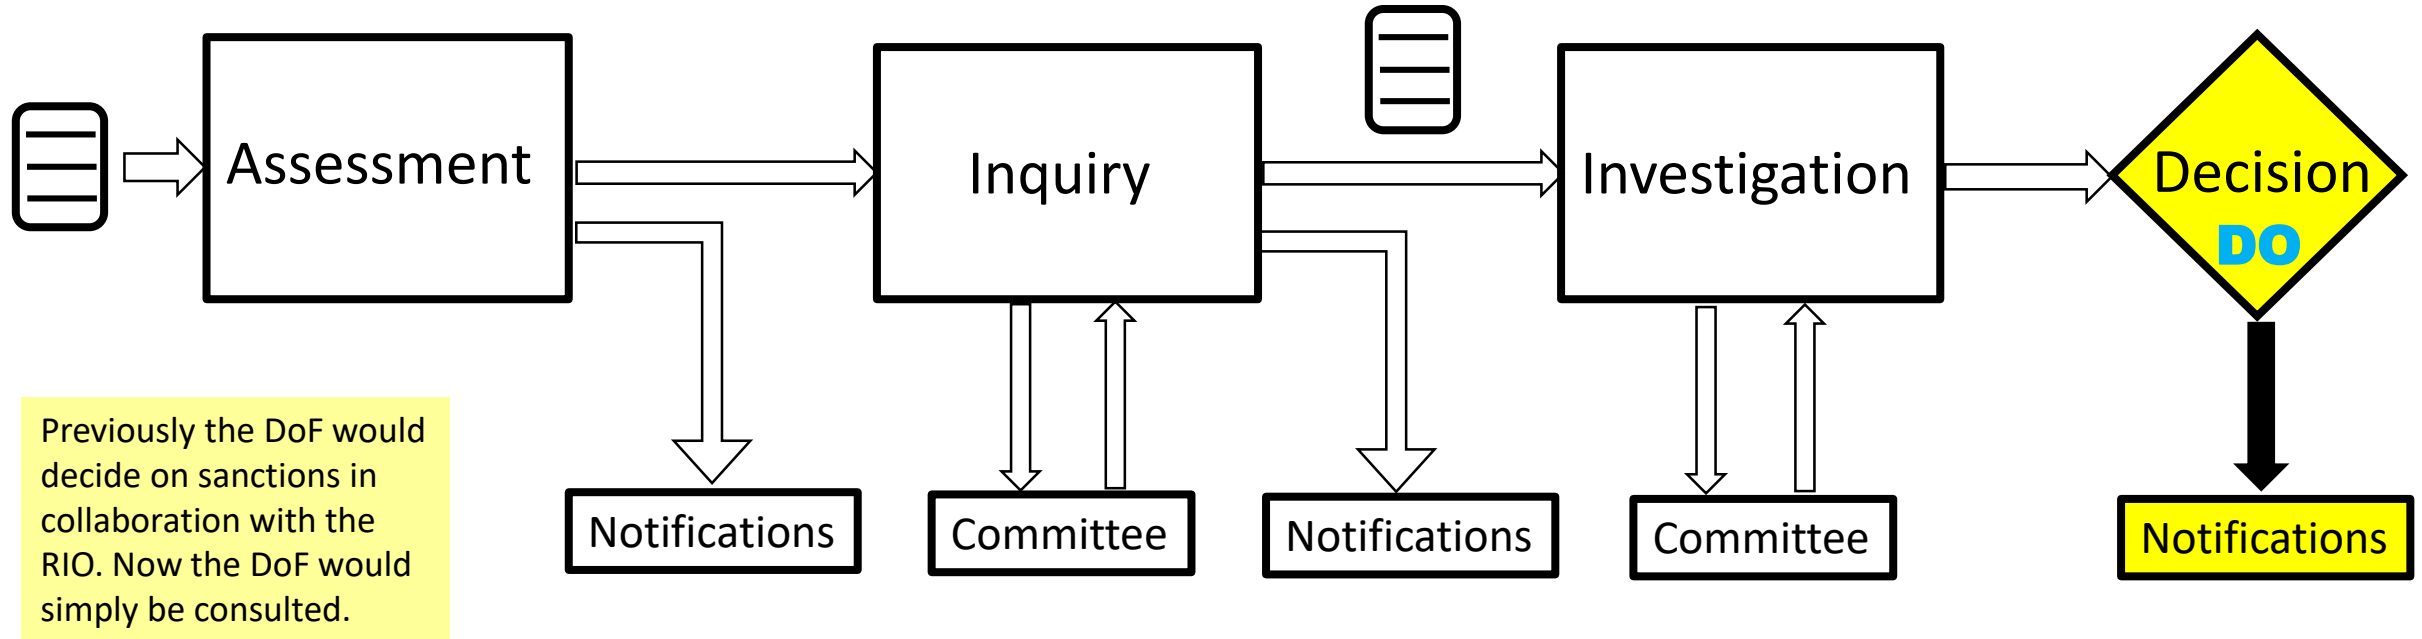 Assessment
Inquiry
Investigation
Decision
DO
Notifications
Committee
Notifications
Committee
Notifications
Previously the DoF would
decide on sanctions in
collaboration with the
RIO. Now the DoF would
simply be consulted.